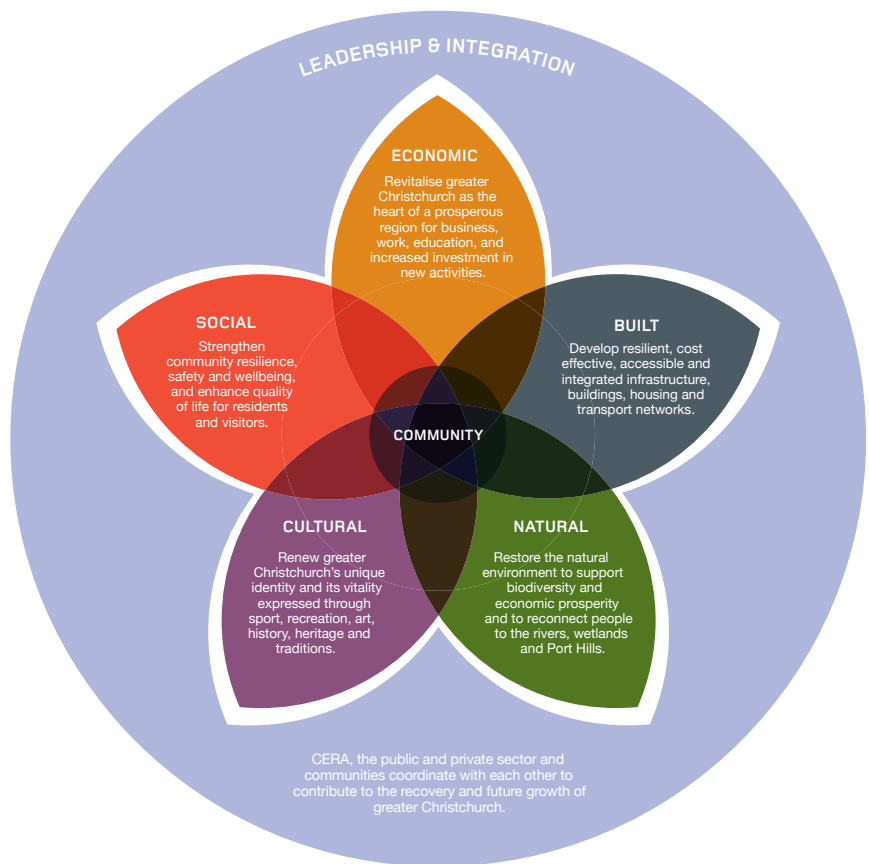 LEADERSHIP & INTEGRATION
ECONOMIC
Revitalise greater
Christchurch as the
heart of a prosperous
region for business,
work, education, and
increased investment in
new activities.
SOCIAL
Strengthen
community resilience,
safety and wellbeing,
and enhance quality
of life for residents
and visitors.
BUILT
Develop resilient, cost
effective, accessible and
integrated infrastructure,
buildings, housing and
transport networks.
COMMUNITY
CULTURAL
Renew greater
Christchurch's unique
identity and its vitality
expressed through
sport, recreation, art,
history, heritage and
traditions.
NATURAL
Restore the natural
environment to support
biodiversity and
economic prosperity
and to reconnect people
to the rivers, wetlands
and Port Hills.
CERA, the public and private sector and
communities coordinate with each other to
contribute to the recovery and future growth of
greater Christchurch.